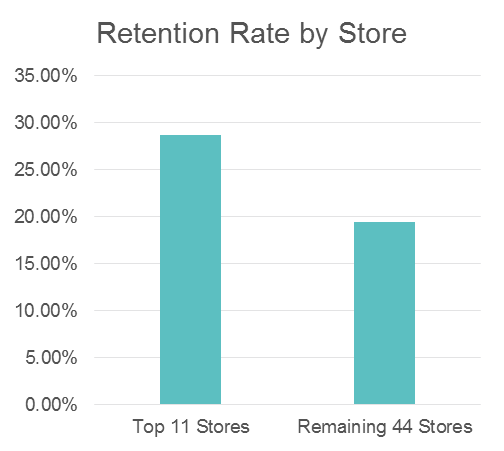 Retention Rate by Store
35.00%
30.00%
25.00%
20.00%
15.00%
10.00%
5.00%
0.00%
Top 11 Stores
Remaining 44 Stores